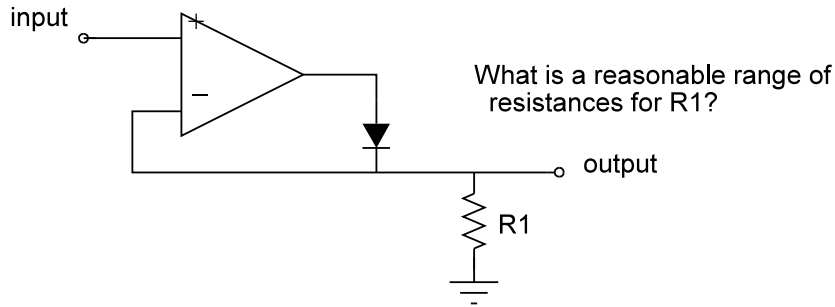 input
+
−
What is a reasonable range of
resistances for R1?
output
R1